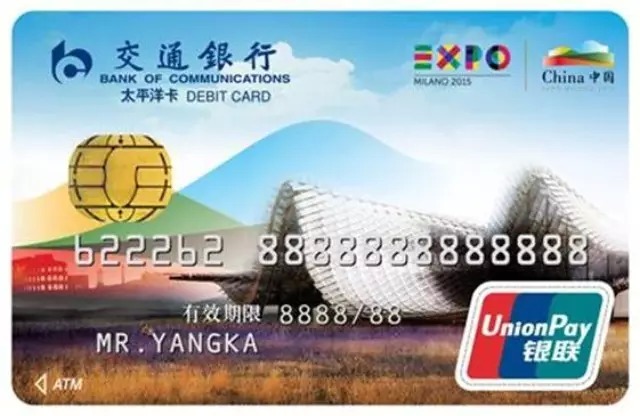 交通銀行
BANK OF COMMUNICATIONS
太平洋卡 DEBIT CARD
EXPO
MILANO 2015
China 中国
622262 8888888888888
有效期限 8888/88
MR.YANGKA
ATM
UnionPay
银联